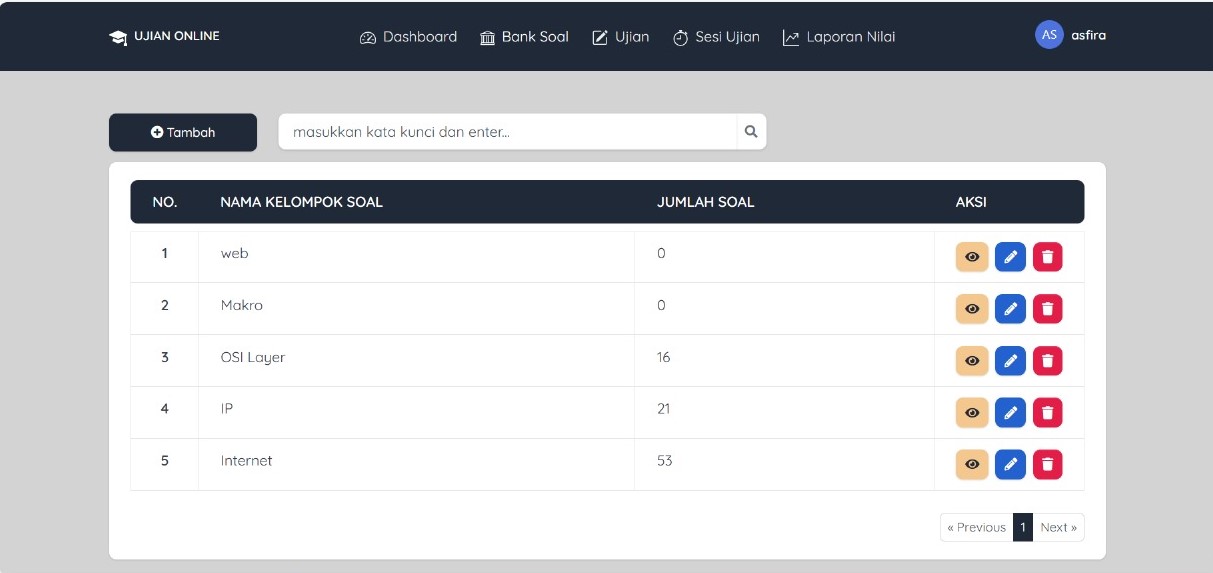 UJIAN ONLINE Dashboard Bank Soal Ujian Sesi Ujian Laporan Nilai AS asfira
Tambah masukkan kata kunci dan enter...
NO. NAMA KELOMPOK SOAL JUMLAH SOAL AKSI
1 web 0
2 Makro 0
3 OSI Layer 16
4 IP 21
5 Internet 53
« Previous 1 Next »